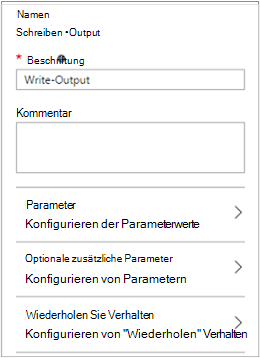 Namen
Schreiben •Output
* Beschriftung
Write-Output
Kommentar
Parameter
Konfigurieren der Parameterwerte
Optionale zusätzliche Parameter
Konfigurieren von Parametern
Wiederholen Sie Verhalten
Konfigurieren von "Wiederholen" Verhalten